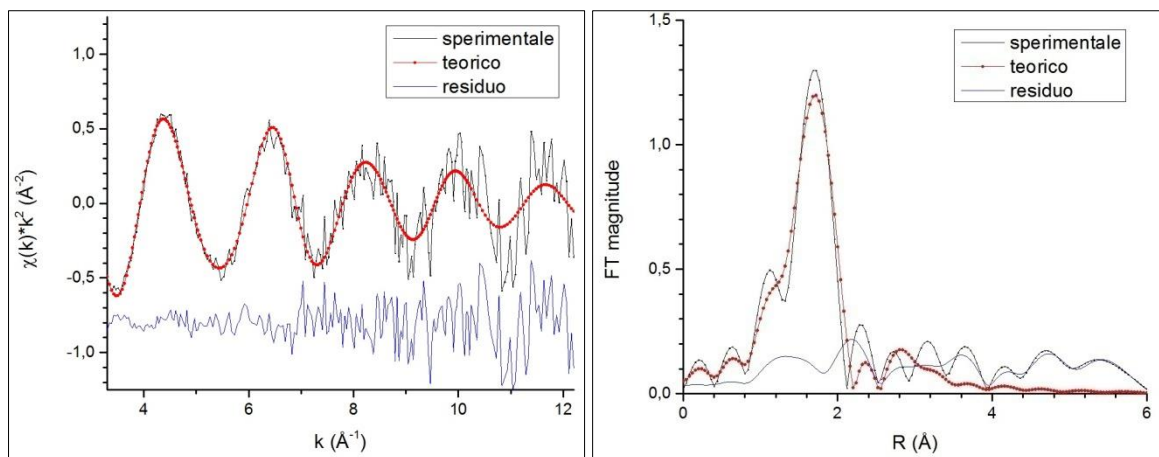 sperimentale
teorico
residuo
1,0
0,5
0,0
-0,5
-1,0
χ(k)*k² (Å⁻²)
4
6
8
10
12
k (Å⁻¹)
sperimentale
teorico
residuo
1,5
1,0
0,5
0,0
FT magnitude
0
2
4
6
R (Å)